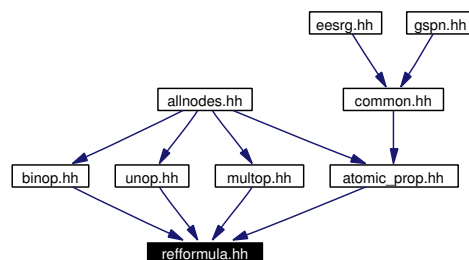 eesrg.hh gspn.hh
allnodes.hh common.hh
binop.hh unop.hh multop.hh atomic_prop.hh
refformula.hh